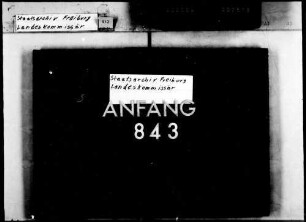 Staatsarchiv Freiburg
Landeskommissär
Staatsarchiv Freiburg
Landeskommissär
ANFANG
843